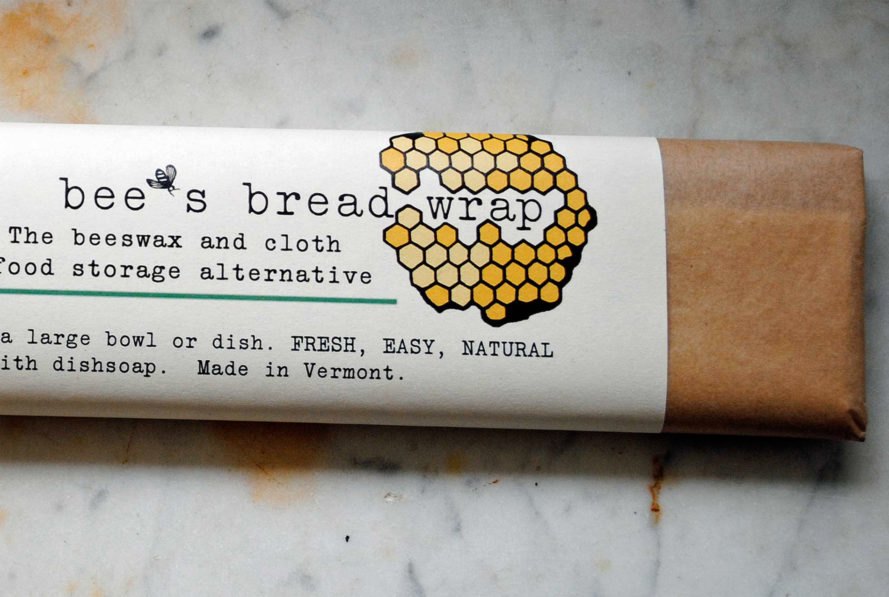 bee's bread wrap
The beeswax and cloth
food storage alternative
a large bowl or dish. FRESH, EASY, NATURAL
with dishsoap.  Made in Vermont.